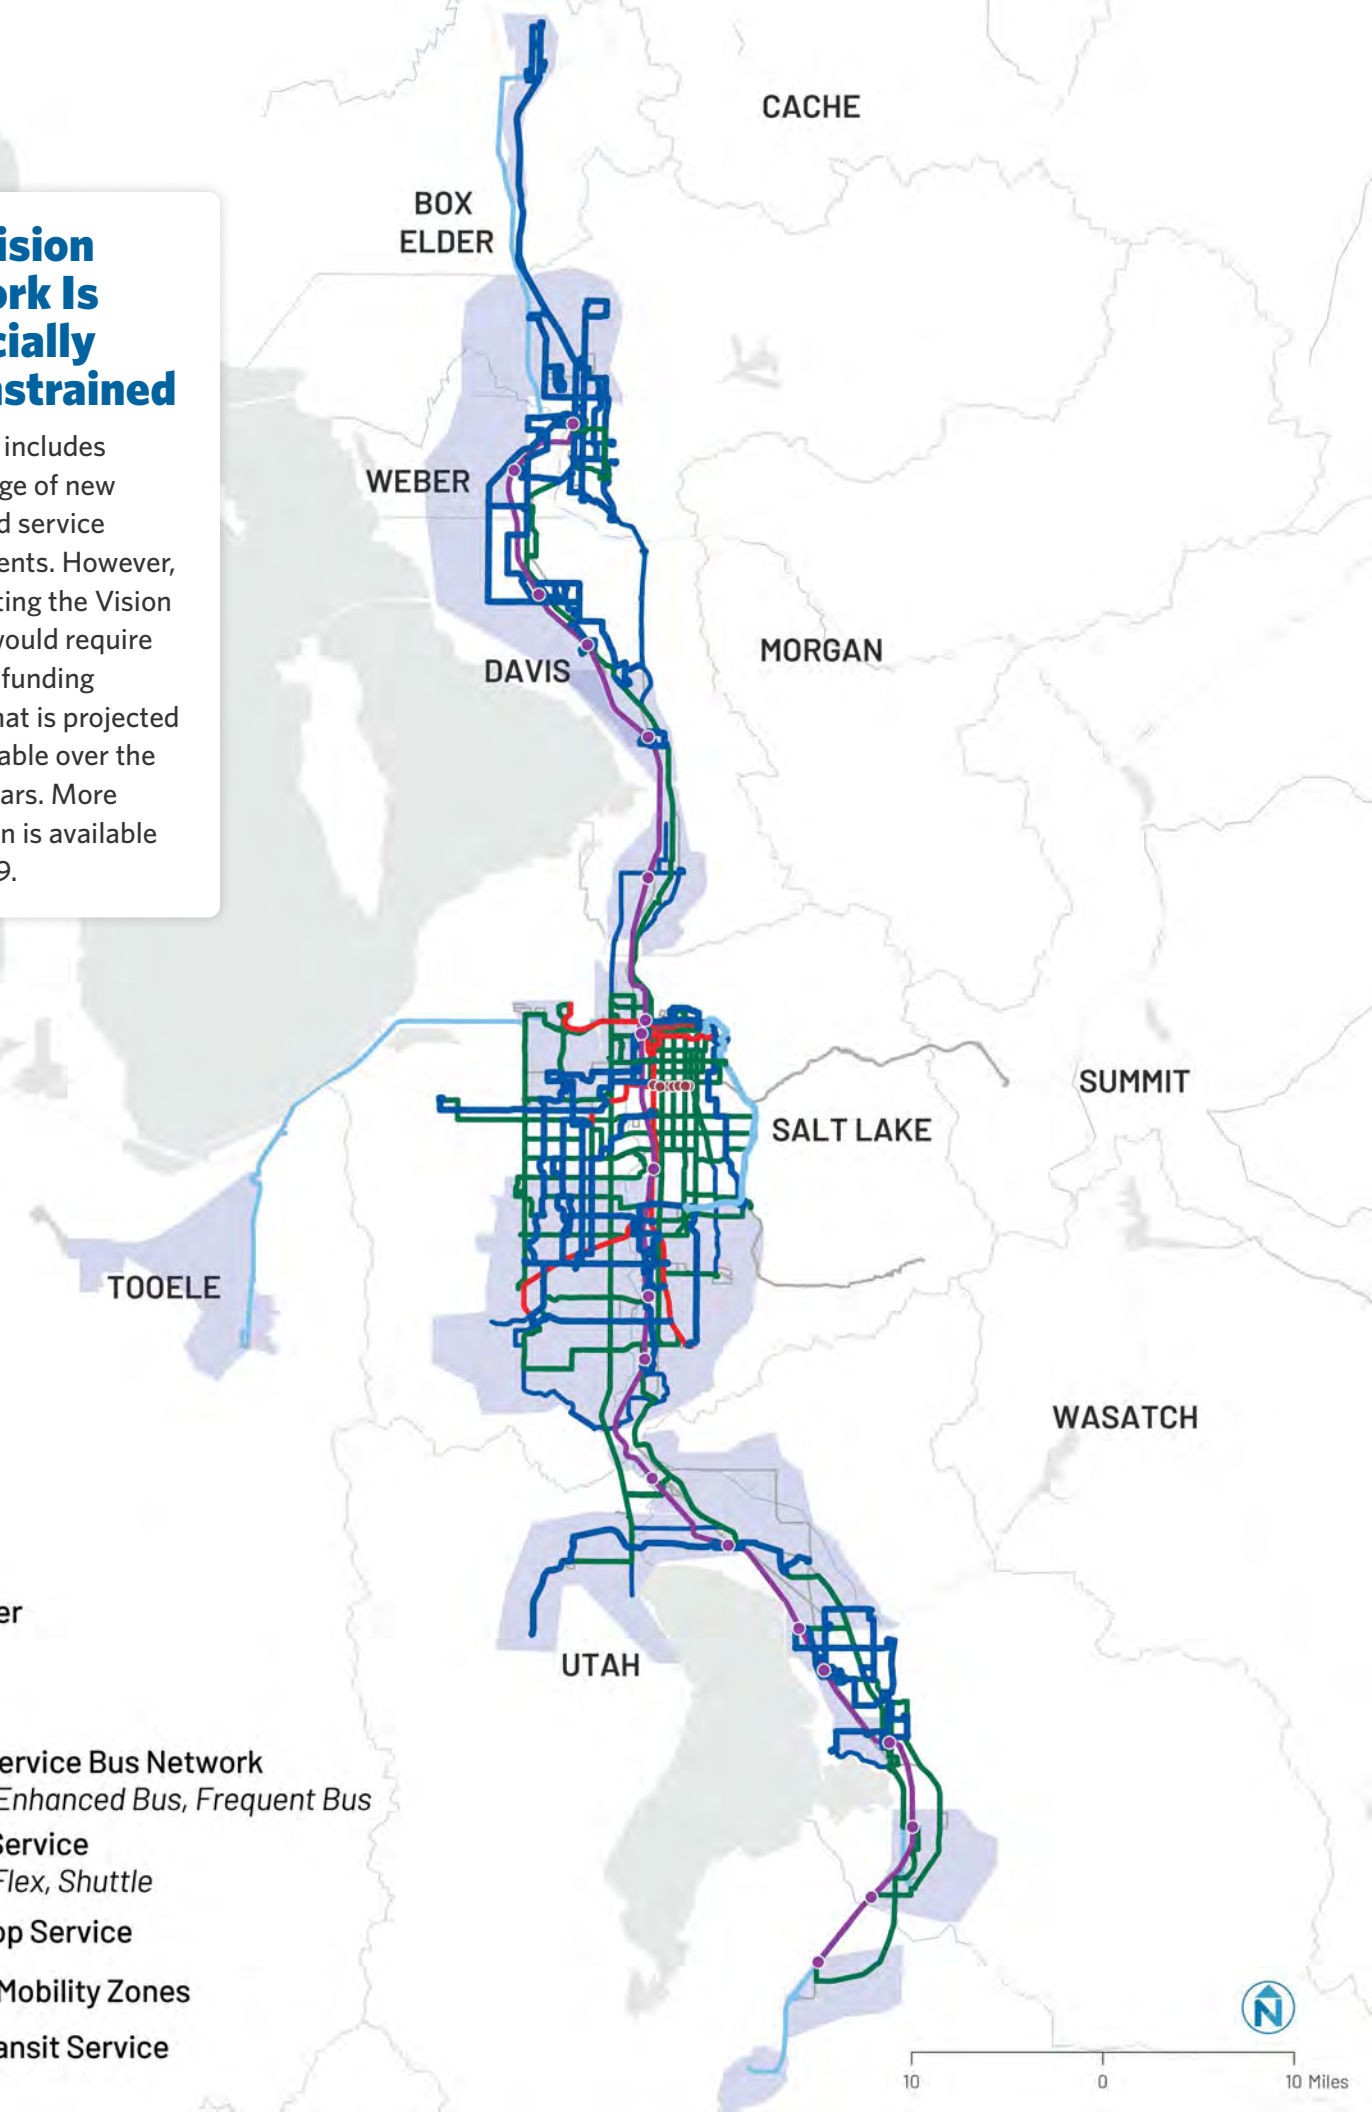 CACHE
BOX
ELDER
ision
ork Is
cially
nstrained
includes
ge of new
d service
ents. However,
ting the Vision
would require
funding
hat is projected
able over the
ars. More
n is available
9.
WEBER
MORGAN
DAVIS
SUMMIT
SALT LAKE
TOOELE
WASATCH
er
UTAH
ervice Bus Network
Enhanced Bus, Frequent Bus
Service
Flex, Shuttle
op Service
Mobility Zones
ansit Service
N
10 0 10 Miles